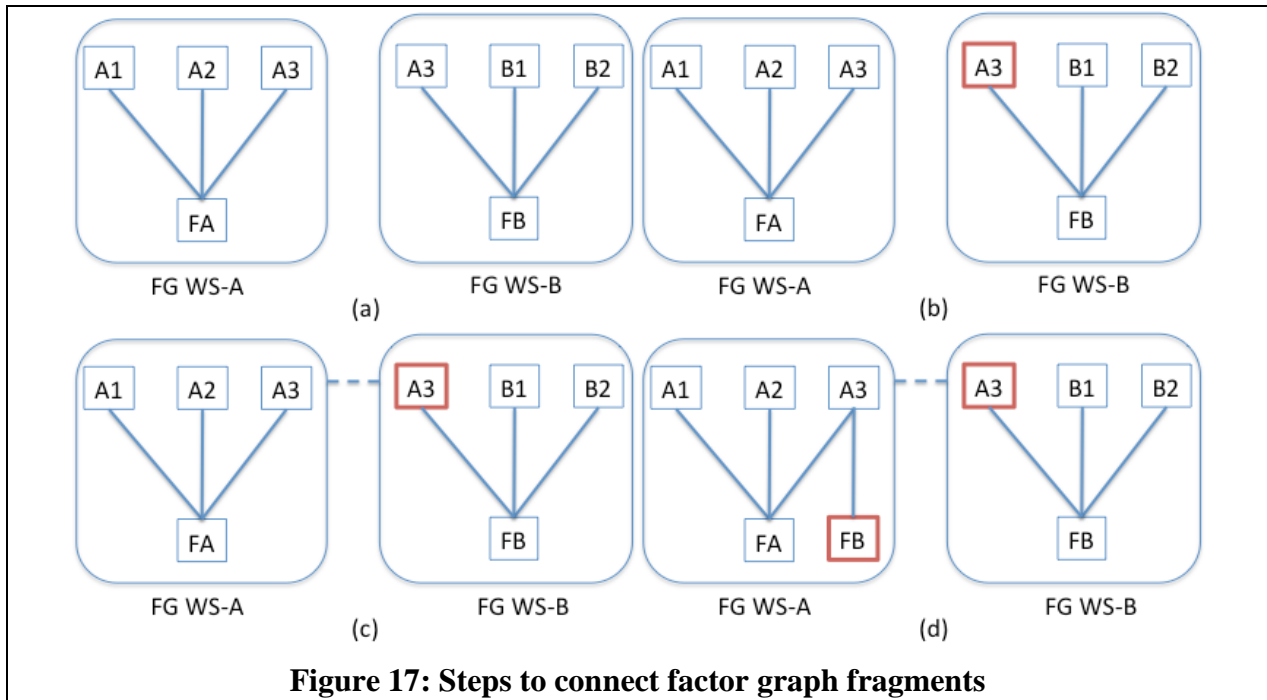 A1 A2 A3 A3 B1 B2 A1 A2 A3 A3 B1 B2
FA FB FA FB
FG WS-A FG WS-B FG WS-A FG WS-B
(a) (b)
A1 A2 A3 A3 B1 B2 A1 A2 A3 A3 B1 B2
FA FB FA FB FB
FG WS-A FG WS-B FG WS-A FG WS-B
(c) (d)
Figure 17: Steps to connect factor graph fragments